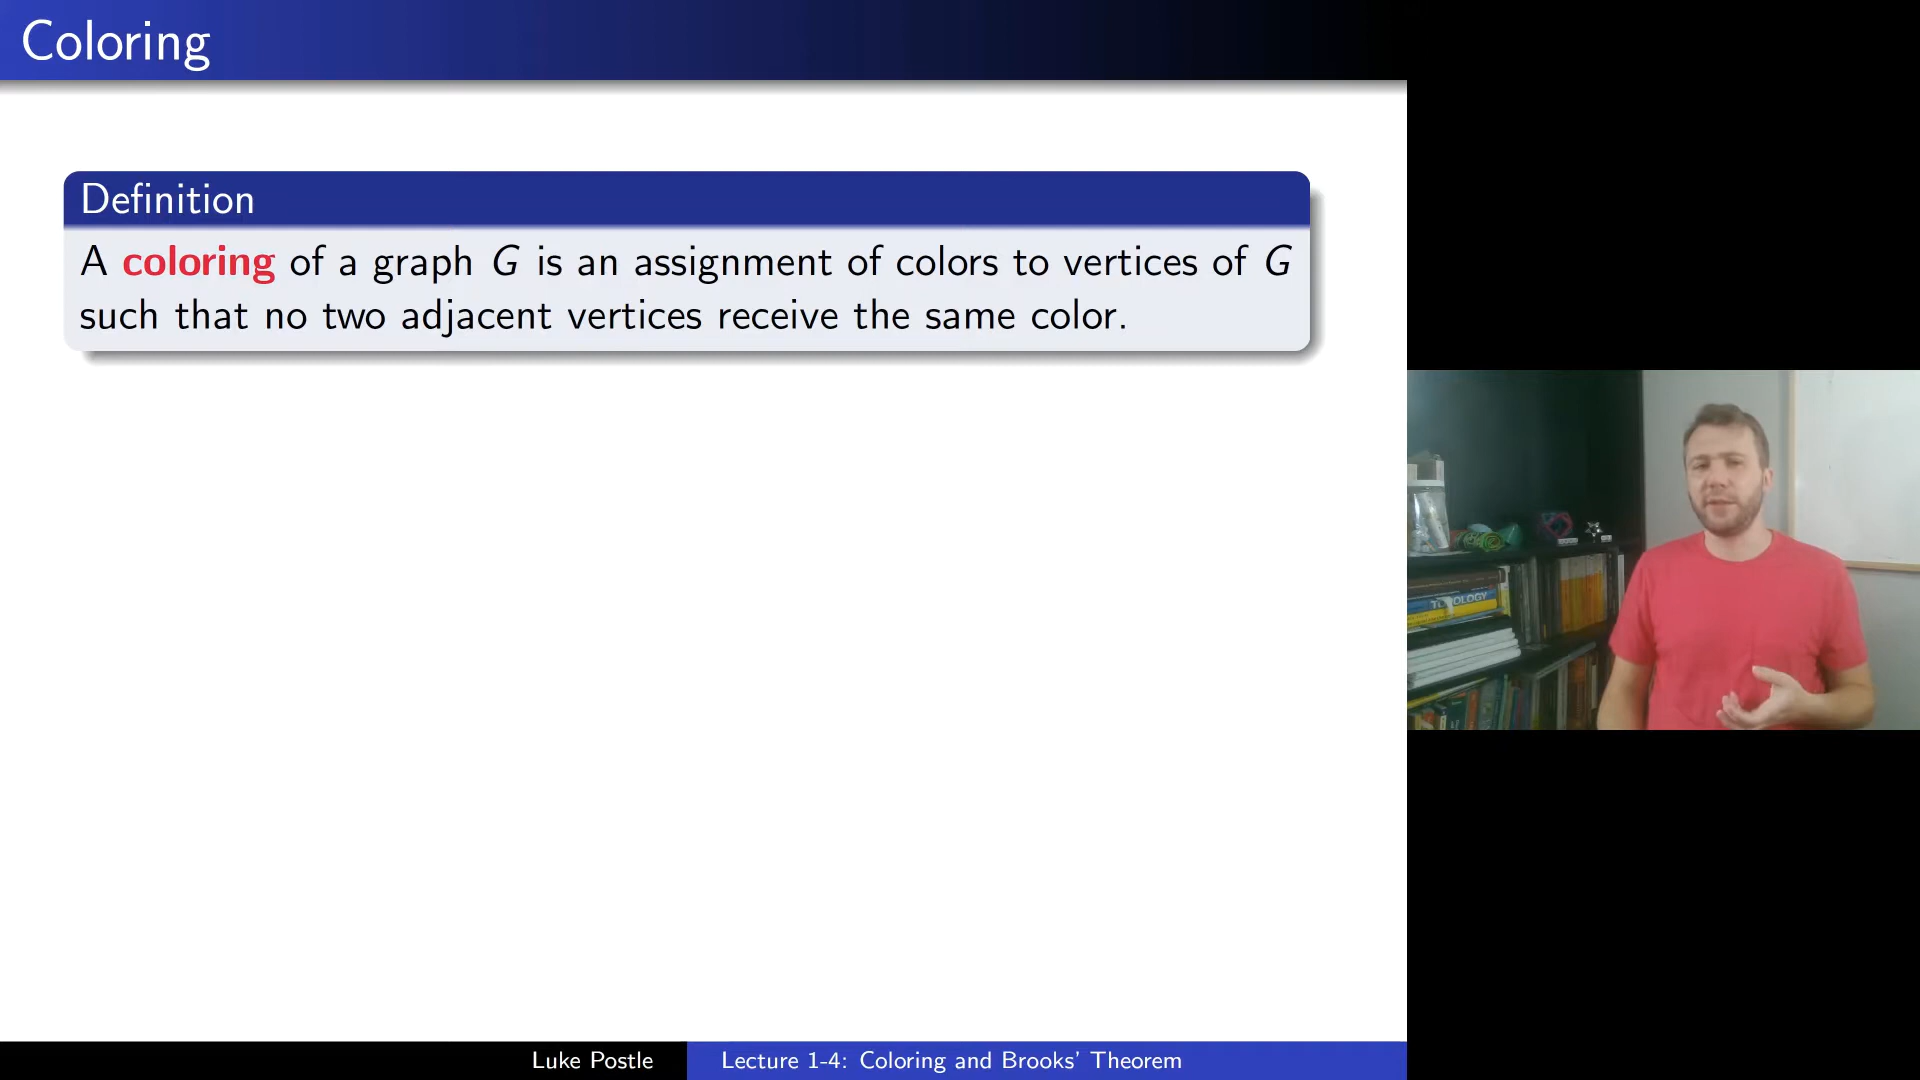 Coloring
Definition
A coloring of a graph G is an assignment of colors to vertices of G
such that no two adjacent vertices receive the same color.
TOPOLOGY
Luke Postle
Lecture 1-4: Coloring and Brooks' Theorem